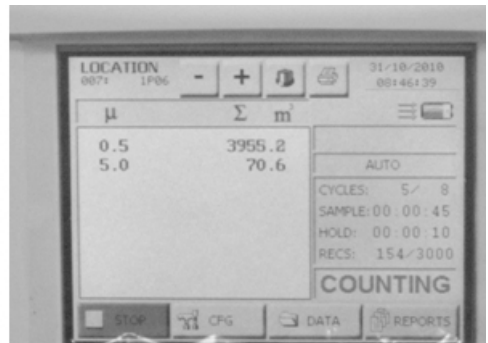 LOCATION
007: 1P06
- +
31/10/2010
08:46:39
µ Σ m³
0.5 3955.2
5.0 70.6
AUTO
CYCLES: 5/ 8
SAMPLE: 00:00:45
HOLD: 00:00:10
RECS: 154/3000
COUNTING
STOP CFG DATA REPORTS